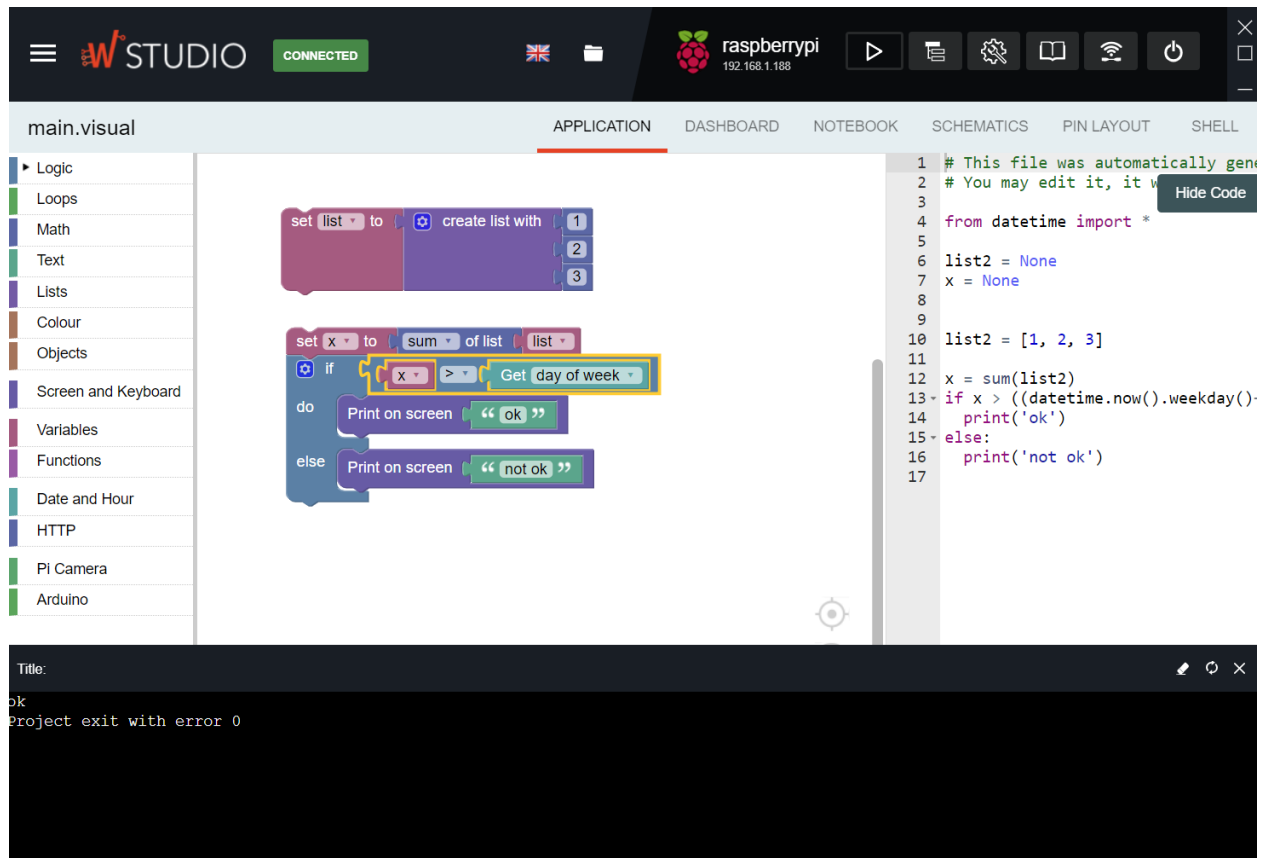 W STUDIO CONNECTED raspberrypi
192.168.1.188
main.visual APPLICATION DASHBOARD NOTEBOOK SCHEMATICS PIN LAYOUT SHELL
Logic
Loops
Math
Text
Lists
Colour
Objects
Screen and Keyboard
Variables
Functions
Date and Hour
HTTP
Pi Camera
Arduino
set list to create list with 1
2
3
set x to sum of list list
if x > Get day of week
do Print on screen “ ok ”
else Print on screen “ not ok ”
Hide Code
1 # This file was automatically gene
2 # You may edit it, it w
3
4 from datetime import *
5
6 list2 = None
7 x = None
8
9
10 list2 = [1, 2, 3]
11
12 x = sum(list2)
13 if x > ((datetime.now().weekday()
14 print('ok')
15 else:
16 print('not ok')
17
Title:
ok
Project exit with error 0